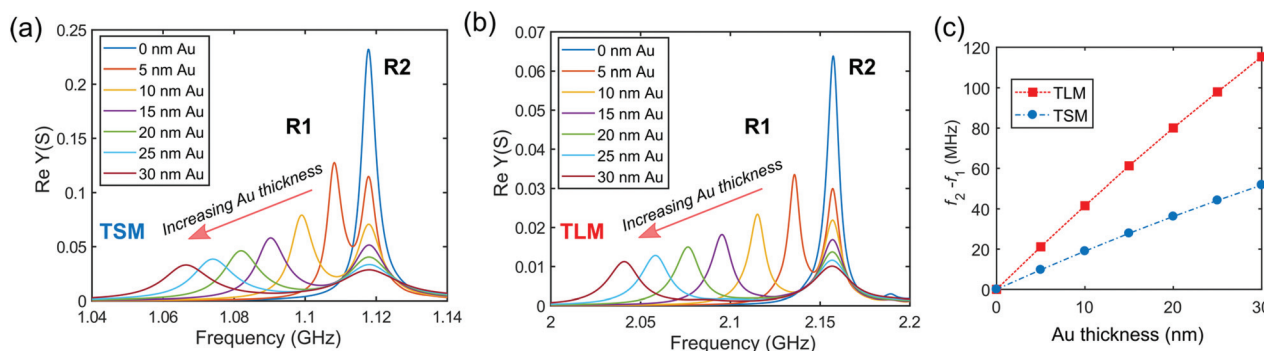 (a)
0.25
0.2
0.15
0.1
0.05
0
Re Y(S)
0 nm Au
5 nm Au
10 nm Au
15 nm Au
20 nm Au
25 nm Au
30 nm Au
R2
R1
Increasing Au thickness
TSM
1.04 1.06 1.08 1.1 1.12 1.14
Frequency (GHz)
(b)
0.07
0.06
0.05
0.04
0.03
0.02
0.01
0
Re Y(S)
0 nm Au
5 nm Au
10 nm Au
15 nm Au
20 nm Au
25 nm Au
30 nm Au
R2
R1
Increasing Au thickness
TLM
2 2.05 2.1 2.15 2.2
Frequency (GHz)
(c)
120
100
80
60
40
20
0
f2 -f1 (MHz)
TLM
TSM
0 10 20 30
Au thickness (nm)